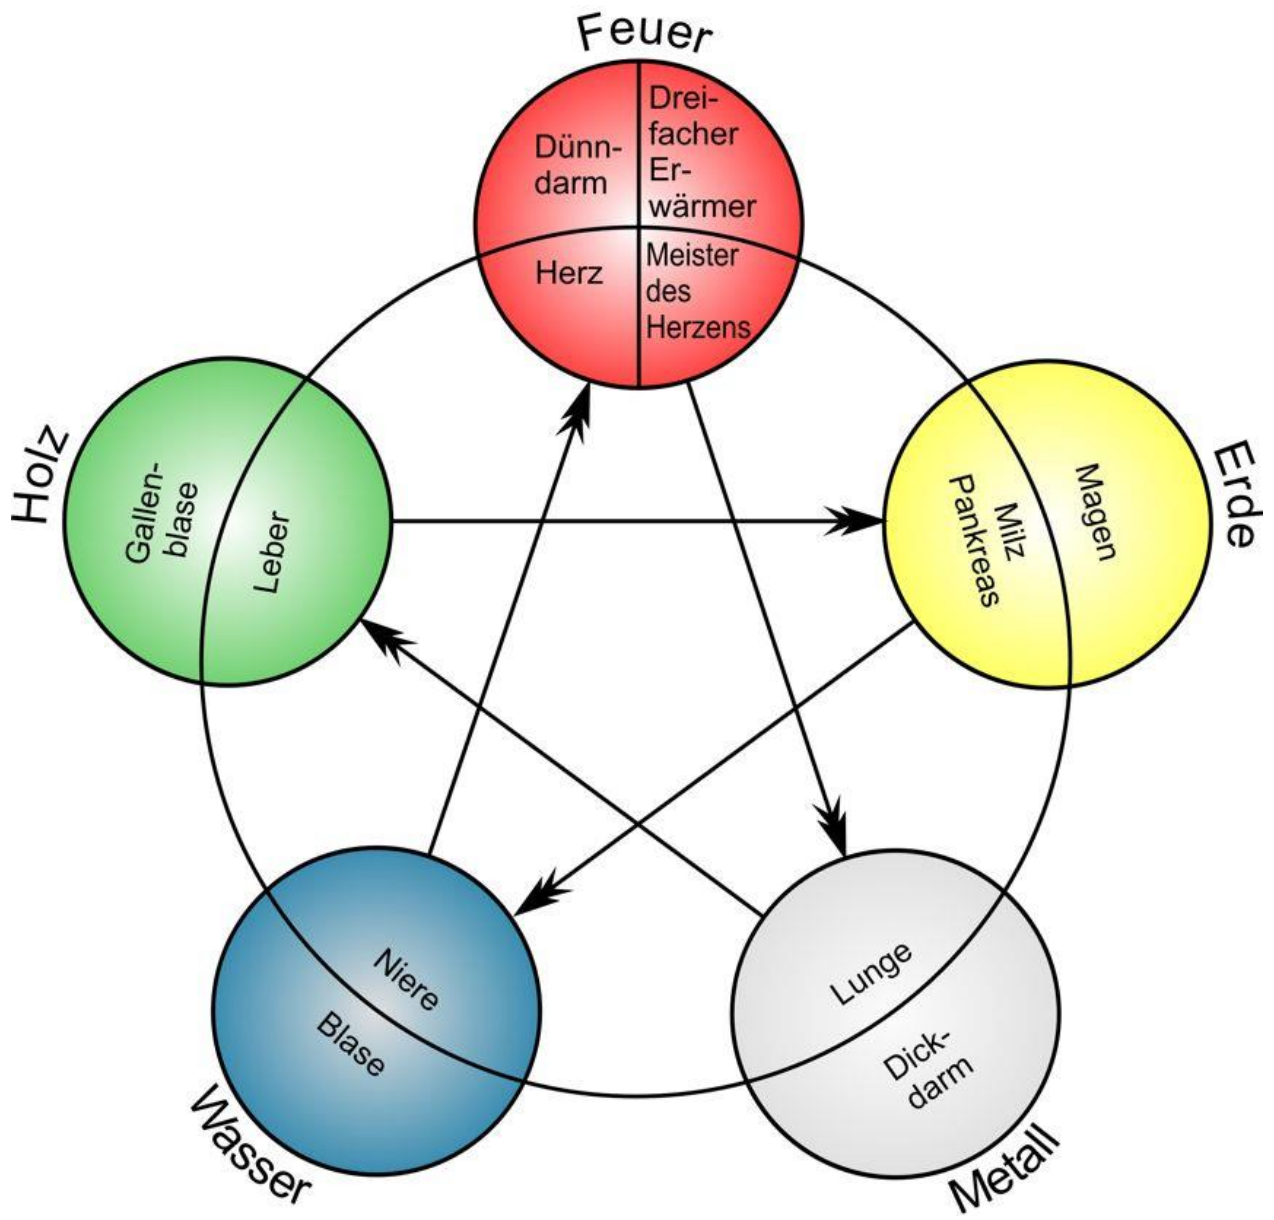 Feuer
Dünn-
darm
Drei-
facher
Er-
wärmer
Herz
Meister
des
Herzens
Holz
Gallen-
blase
Leber
Erde
Milz
Pankreas
Magen
Wasser
Niere
Blase
Metall
Lunge
Dick-
darm